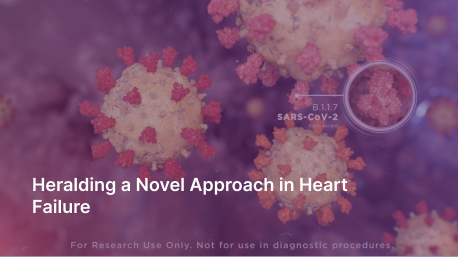 B.1.1.7
SARS-CoV-2
Heralding a Novel Approach in Heart
Failure
For Research Use Only. Not for use in diagnostic procedures.